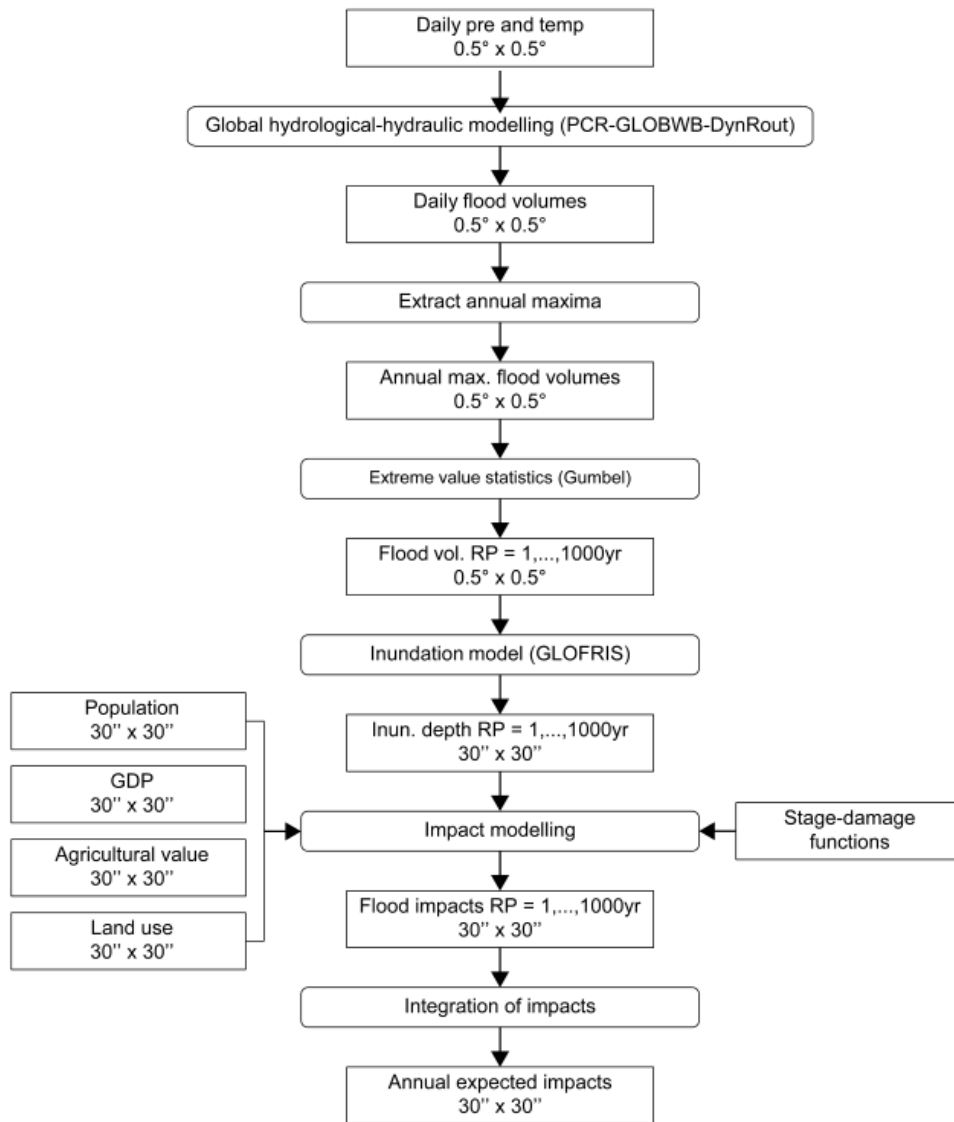 Daily pre and temp
0.5° x 0.5°
Global hydrological-hydraulic modelling (PCR-GLOBWB-DynRout)
Daily flood volumes
0.5° x 0.5°
Extract annual maxima
Annual max. flood volumes
0.5° x 0.5°
Extreme value statistics (Gumbel)
Flood vol. RP = 1,...,1000yr
0.5° x 0.5°
Inundation model (GLOFRIS)
Population
30’’ x 30’’
GDP
30’’ x 30’’
Agricultural value
30’’ x 30’’
Land use
30’’ x 30’’
Inun. depth RP = 1,...,1000yr
30’’ x 30’’
Impact modelling
Stage-damage
functions
Flood impacts RP = 1,...,1000yr
30’’ x 30’’
Integration of impacts
Annual expected impacts
30’’ x 30’’